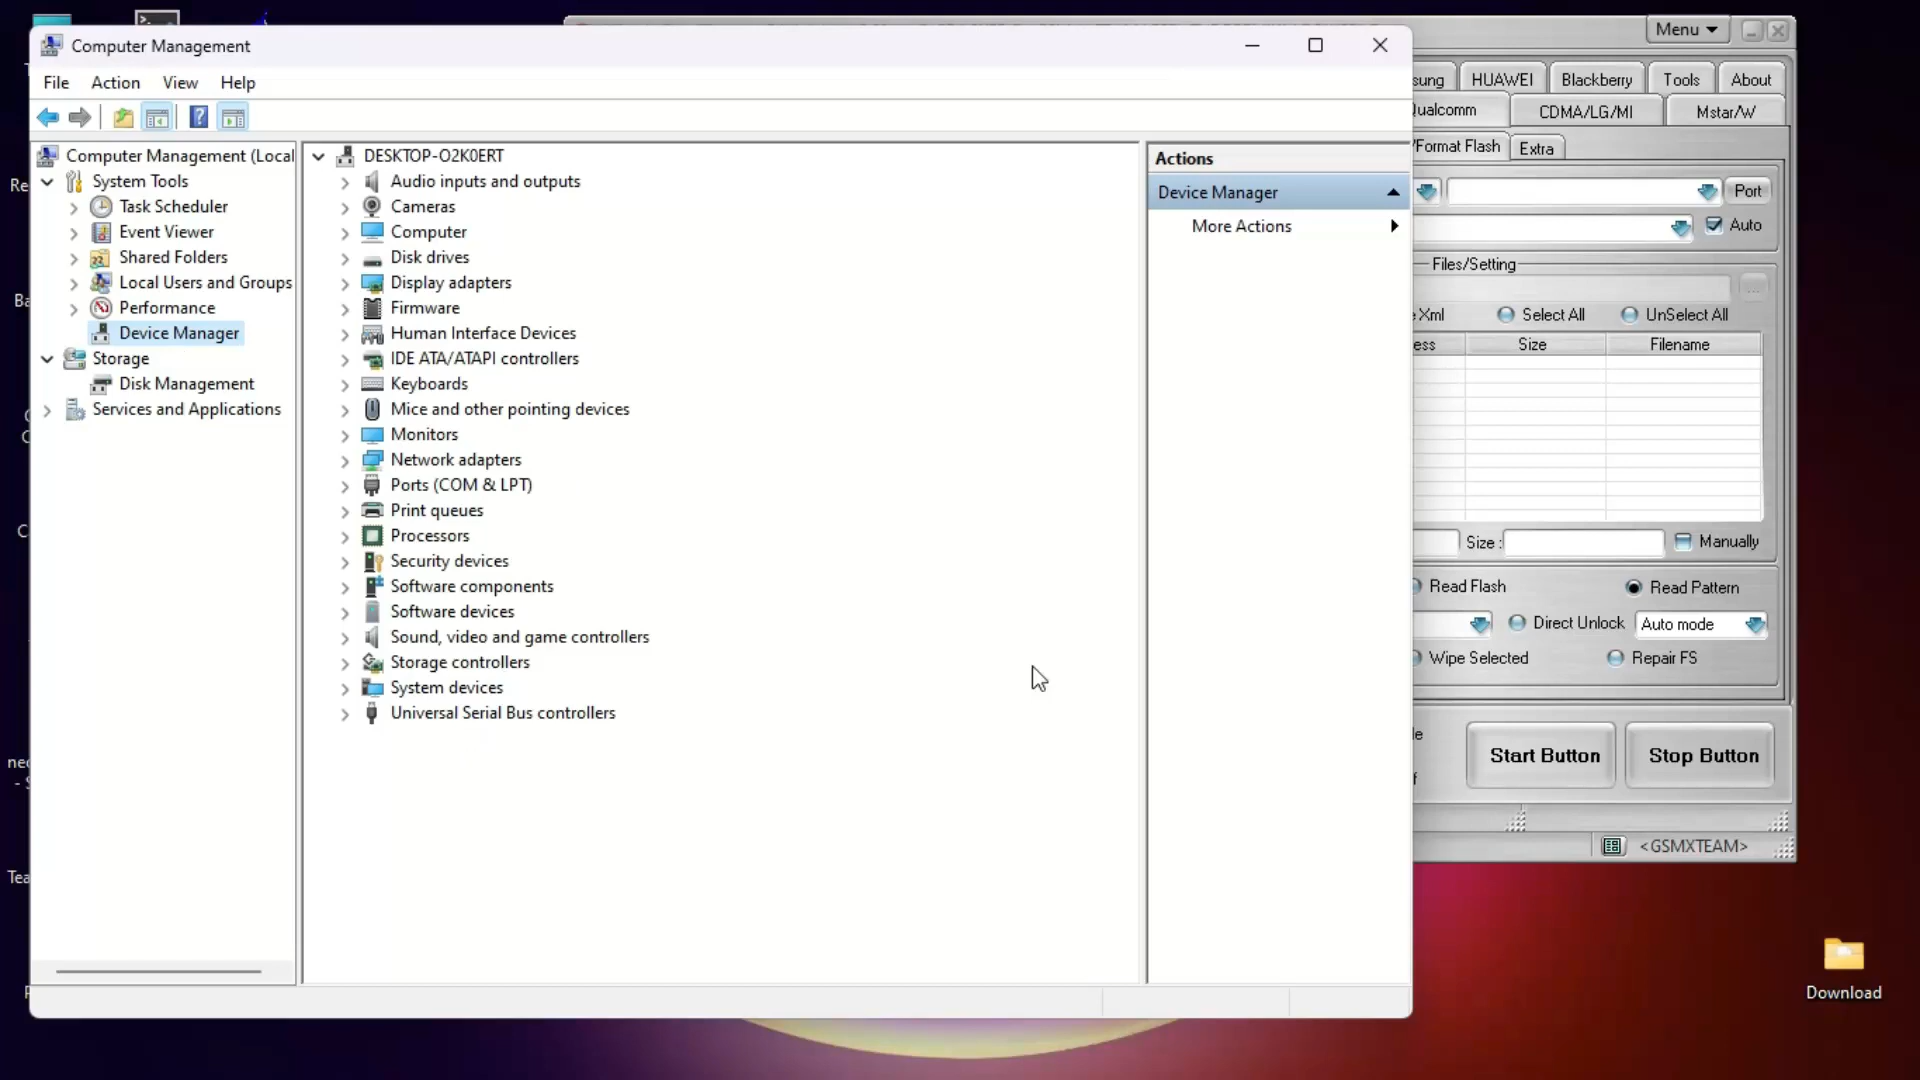 Computer Management
File Action View Help
Computer Management (Local
System Tools
Task Scheduler
Event Viewer
Shared Folders
Local Users and Groups
Performance
Device Manager
Storage
Disk Management
Services and Applications
DESKTOP-O2K0ERT
Audio inputs and outputs
Cameras
Computer
Disk drives
Display adapters
Firmware
Human Interface Devices
IDE ATA/ATAPI controllers
Keyboards
Mice and other pointing devices
Monitors
Network adapters
Ports (COM & LPT)
Print queues
Processors
Security devices
Software components
Software devices
Sound, video and game controllers
Storage controllers
System devices
Universal Serial Bus controllers
Actions
Device Manager
More Actions
Menu
sung HUAWEI Blackberry Tools About
Qualcomm CDMA/LG/MI Mstar/W
/Format Flash Extra
Port
Auto
Files/Setting
...
e Xml Select All UnSelect All
ess Size Filename
Size : Manually
Read Flash Read Pattern
Direct Unlock Auto mode
Wipe Selected Repair FS
le
f
Start Button Stop Button
<GSMXTEAM>
Download
Re
Ba
C
nec
- S
Tea